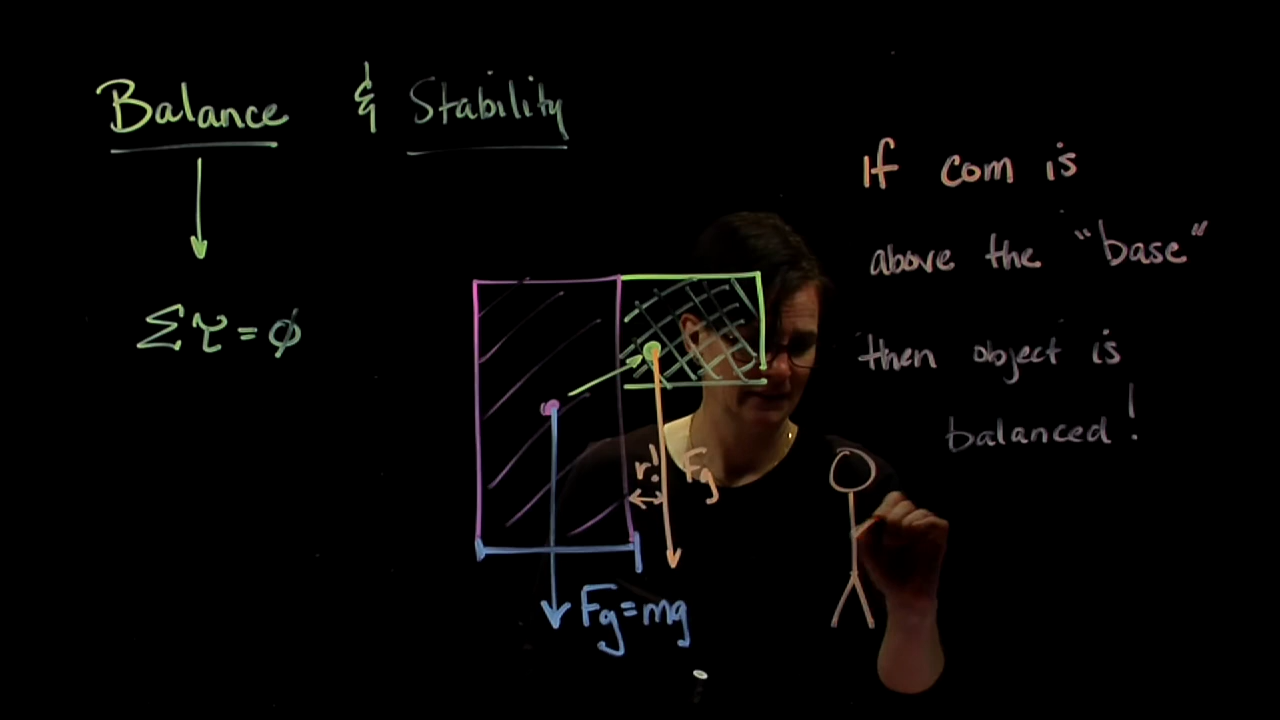 Balance & Stability
Στ=φ
If com is
above the "base"
then object is
balanced!
r!
Fg
Fg=mg